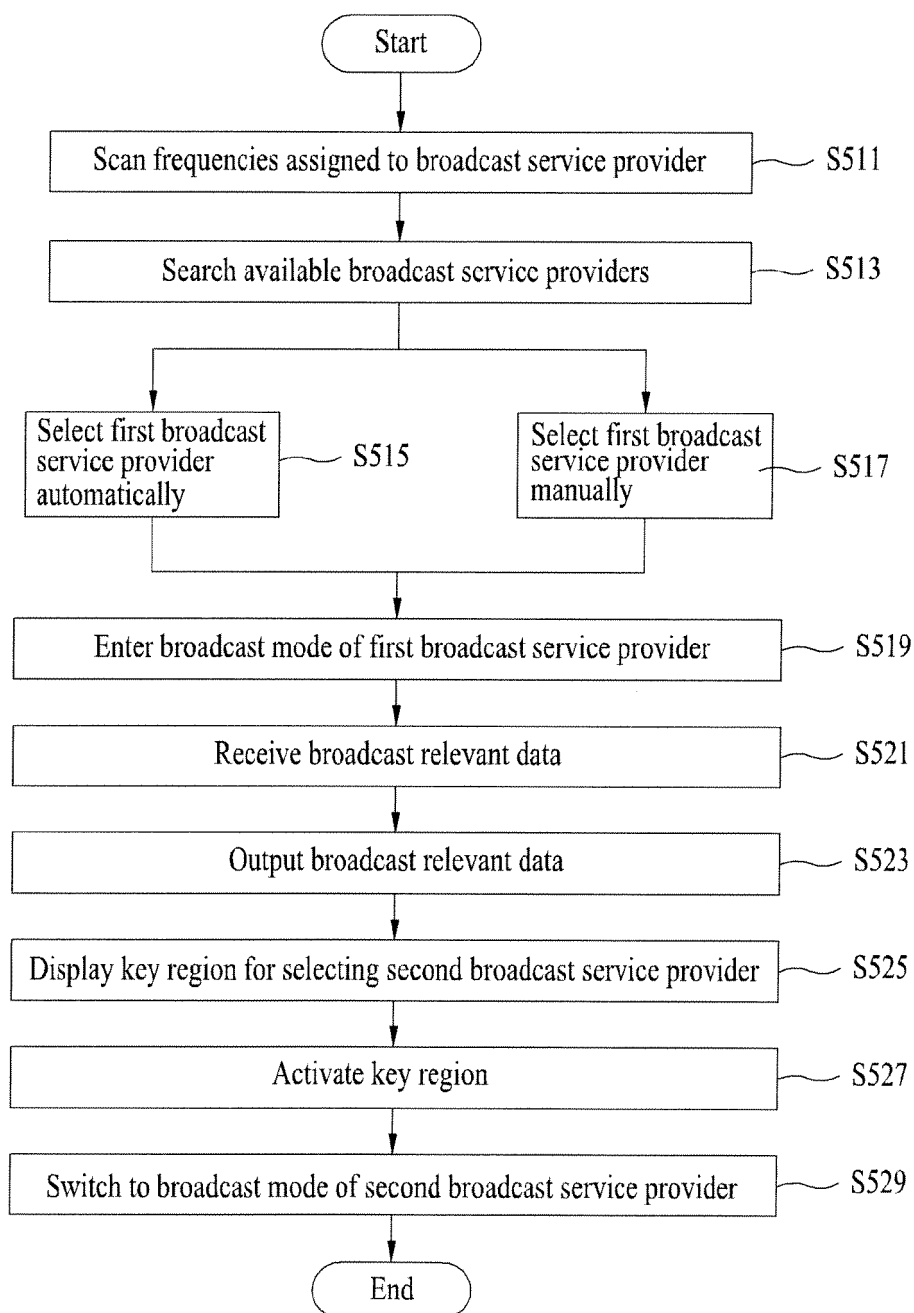 Start
Scan frequencies assigned to broadcast service provider
S511
Search available broadcast service providers
S513
Select first broadcast
service provider
automatically
S515
Select first broadcast
service provider
manually
S517
Enter broadcast mode of first broadcast service provider
S519
Receive broadcast relevant data
S521
Output broadcast relevant data
S523
Display key region for selecting second broadcast service provider
S525
Activate key region
S527
Switch to broadcast mode of second broadcast service provider
S529
End